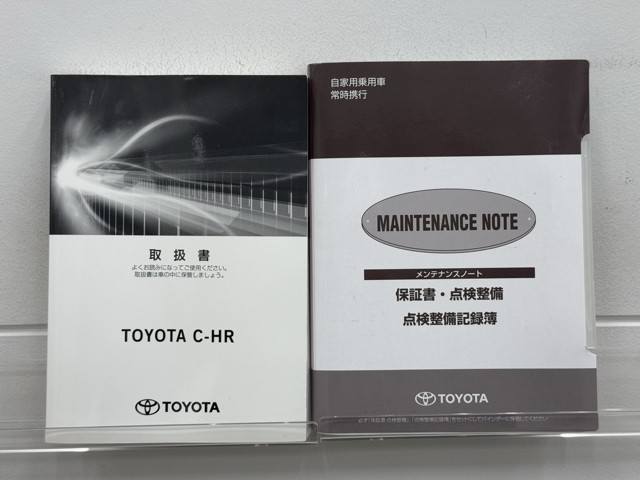 取扱書
よくお読みになってご使用ください。
取扱書は車の中に保管しましょう。
TOYOTA C-HR
TOYOTA
自家用乗用車
常時携行
MAINTENANCE NOTE
メンテナンスノート
保証書・点検整備
点検整備記録簿
TOYOTA